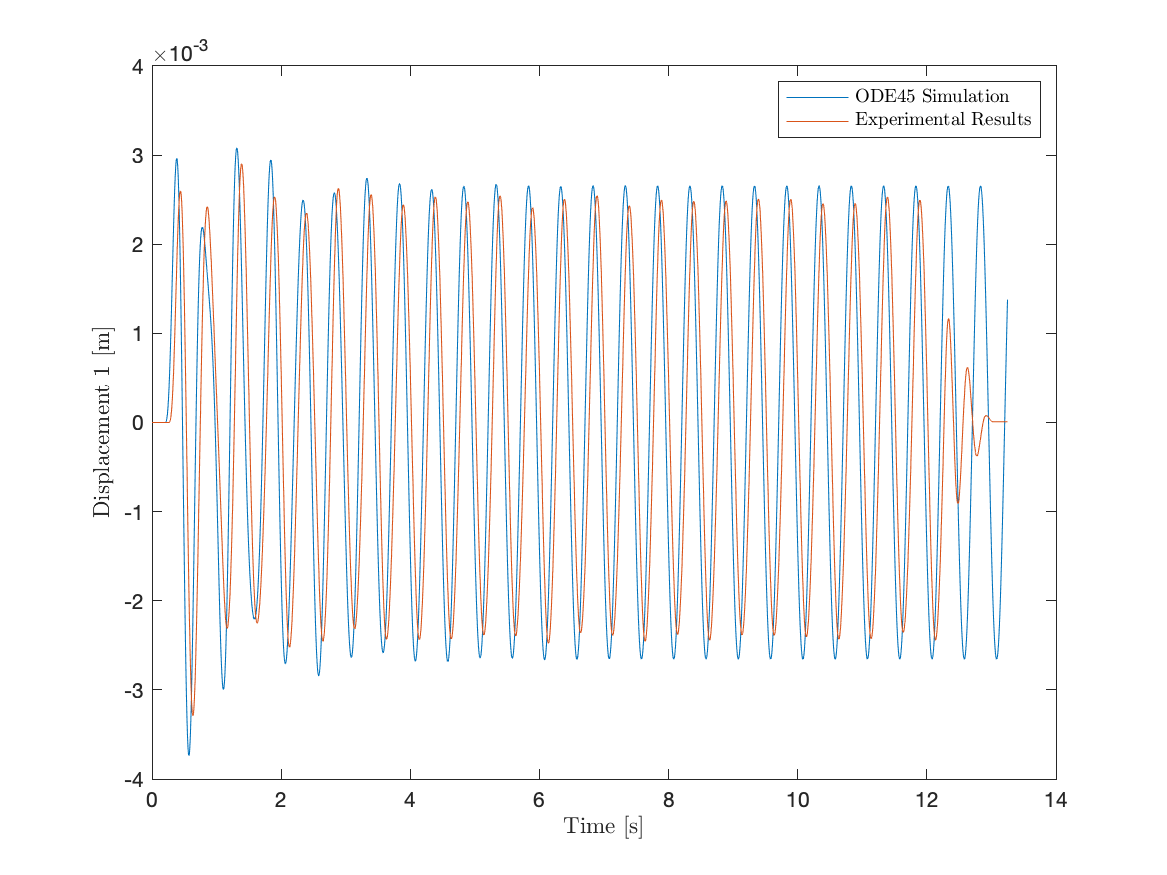 ×10-3
4
3
2
1
0
-1
-2
-3
-4
Displacement 1 [m]
ODE45 Simulation
Experimental Results
0 2 4 6 8 10 12 14
Time [s]